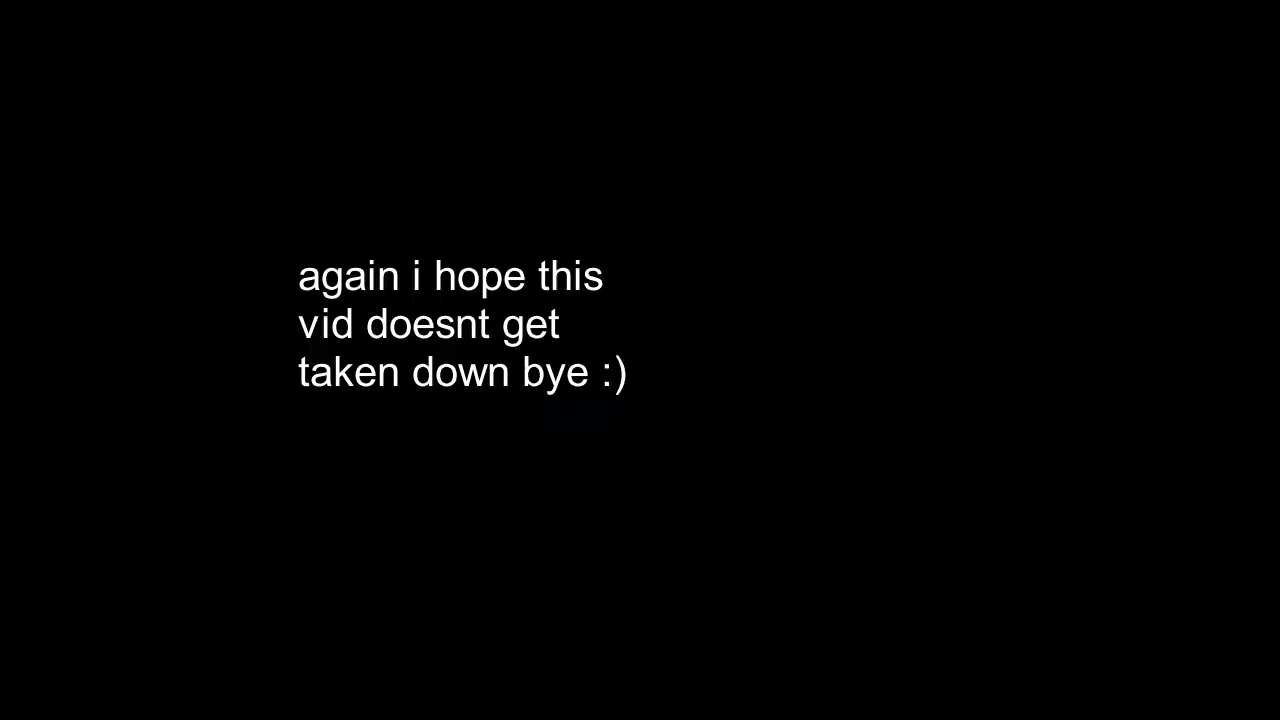 again i hope this
vid doesnt get
taken down bye :)